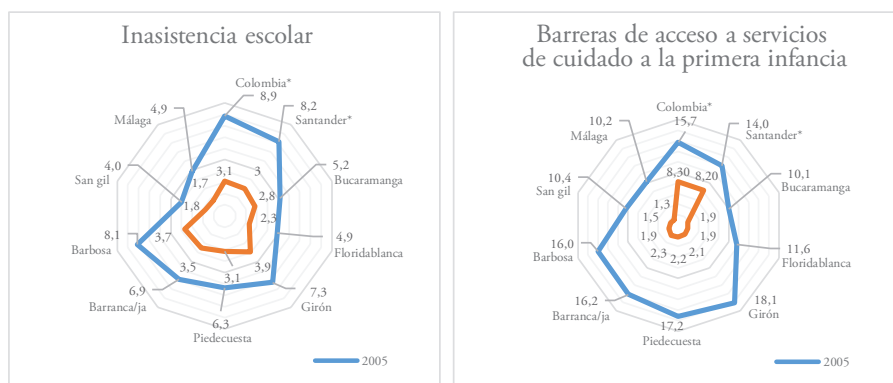 Inasistencia escolar
Colombia*
8,9
8,2
Santander*
4,9
Málaga
5,2
Bucaramanga
4,0
San gil
3,1
3
1,7
2,8
1,8
2,3
8,1
Barbosa
3,7
4,9
Floridablanca
3,5
3,1
3,9
6,9
Barranca/ja
7,3
Girón
6,3
Piedecuesta
2005
Barreras de acceso a servicios
de cuidado a la primera infancia
Colombia*
15,7
14,0
Santander*
10,2
Málaga
10,1
Bucaramanga
10,4
San gil
8,30
8,20
1,3
1,5
1,9
1,9
1,9
2,3
2,2
2,1
16,0
Barbosa
11,6
Floridablanca
16,2
Barranca/ja
18,1
Girón
17,2
Piedecuesta
2005